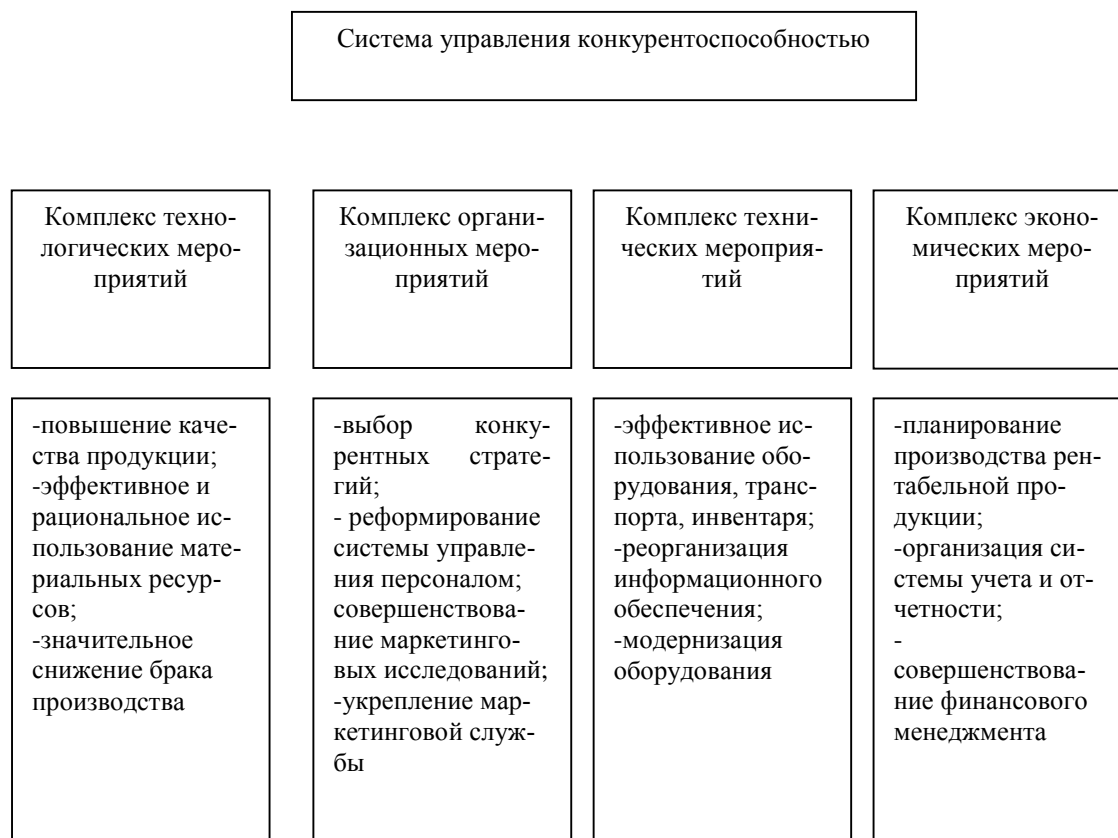 Система управления конкурентоспособностью
Комплекс техно-
логических меро-
приятий
Комплекс органи-
зационных меро-
приятий
Комплекс техни-
ческих мероприя-
тий
Комплекс эконо-
мических меро-
приятий
-повышение каче-
ства продукции;
-эффективное и
рациональное ис-
пользование мате-
риальных ресур-
сов;
-значительное
снижение брака
производства
-выбор конку-
рентных страте-
гий;
- реформирование
системы управле-
ния персоналом;
совершенствова-
ние маркетинго-
вых исследований;
-укрепление мар-
кетинговой служ-
бы
-эффективное ис-
пользование обо-
рудования, транс-
порта, инвентаря;
-реорганизация
информационного
обеспечения;
-модернизация
оборудования
-планирование
производства рен-
табельной про-
дукции;
-организация си-
стемы учета и от-
четности;
-
совершенствова-
ние финансового
менеджмента